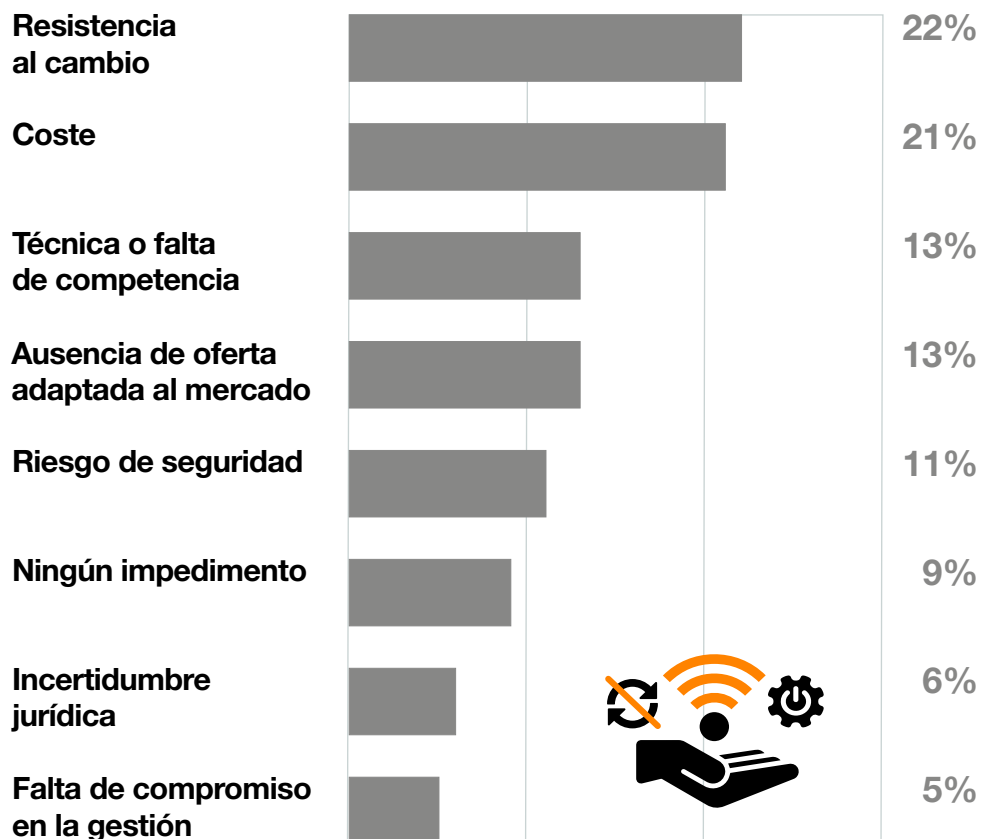 Resistencia
al cambio
22%
Coste
21%
Técnica o falta
de competencia
13%
Ausencia de oferta
adaptada al mercado
13%
Riesgo de seguridad
11%
Ningún impedimento
9%
Incertidumbre
jurídica
6%
Falta de compromiso
en la gestión
5%